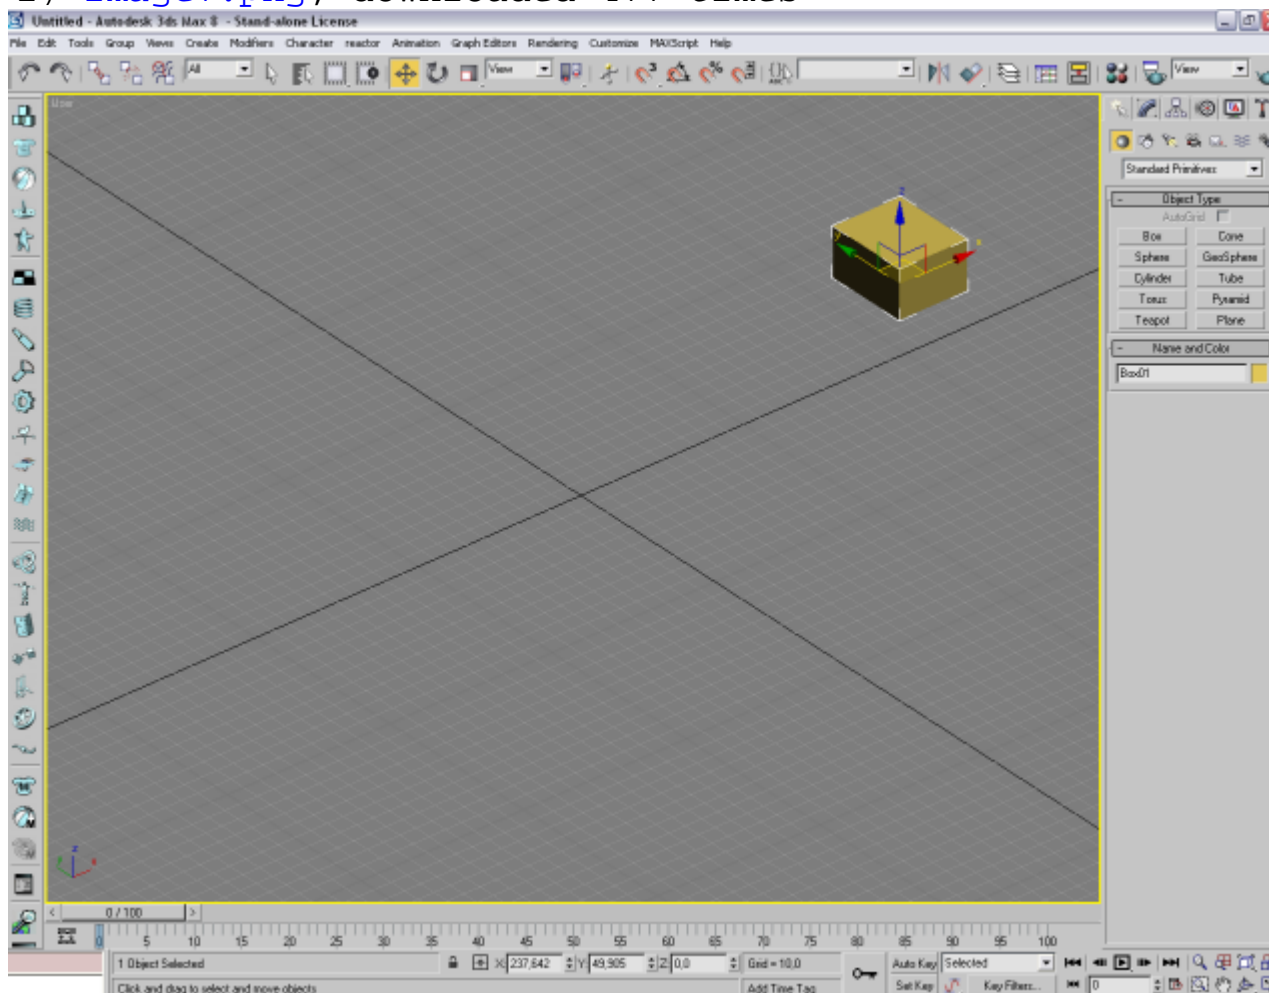 Untitled - Autodesk 3ds Max 8 - Stand-alone License
File Edit Tools Group Views Create Modifiers Character reactor Animation Graph Editors Rendering Customize MAXScript Help
All View View
Standard Primitives
- Object Type
AutoGrid
Box Cone
Sphere GeoSphere
Cylinder Tube
Torus Pyramid
Teapot Plane
- Name and Color
Box01
z
y x
z
x
< 0 / 100 >
0 5 10 15 20 25 30 35 40 45 50 55 60 65 70 75 80 85 90 95 100
1 Object Selected X: 237,642 Y: 49,905 Z: 0,0 Grid = 10,0 Auto Key Selected
Click and drag to select and move objects Add Time Tag Set Key Key Filters... 0